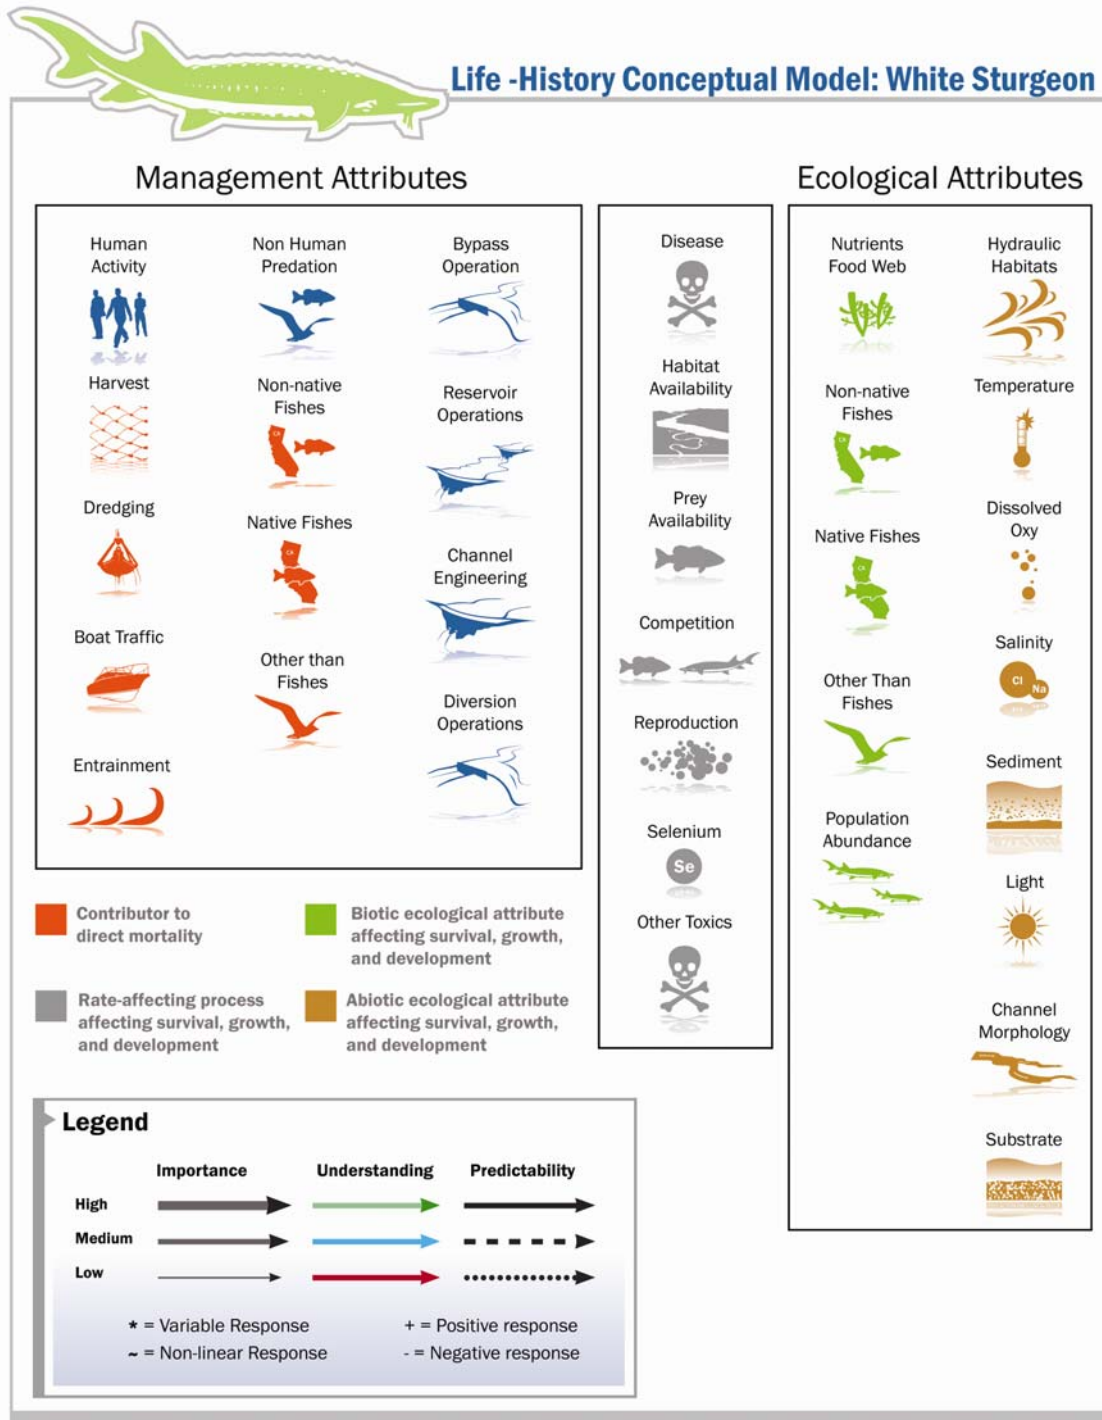 Life -History Conceptual Model: White Sturgeon
Management Attributes
Human
Activity
Harvest
Dredging
Boat Traffic
Entrainment
Non Human
Predation
Non-native
Fishes
CA
Native Fishes
CA
Other than
Fishes
Bypass
Operation
Reservoir
Operations
Channel
Engineering
Diversion
Operations
Disease
Habitat
Availability
Prey
Availability
Competition
Reproduction
Selenium
Se
Other Toxics
Ecological Attributes
Nutrients
Food Web
Non-native
Fishes
CA
Native Fishes
CA
Other Than
Fishes
Population
Abundance
Hydraulic
Habitats
Temperature
Dissolved
Oxy
Salinity
Cl
Na
Sediment
Light
Channel
Morphology
Substrate
Contributor to
direct mortality
Biotic ecological attribute
affecting survival, growth,
and development
Rate-affecting process
affecting survival, growth,
and development
Abiotic ecological attribute
affecting survival, growth,
and development
Legend
Importance Understanding Predictability
High
Medium
Low
* = Variable Response + = Positive response
~ = Non-linear Response - = Negative response